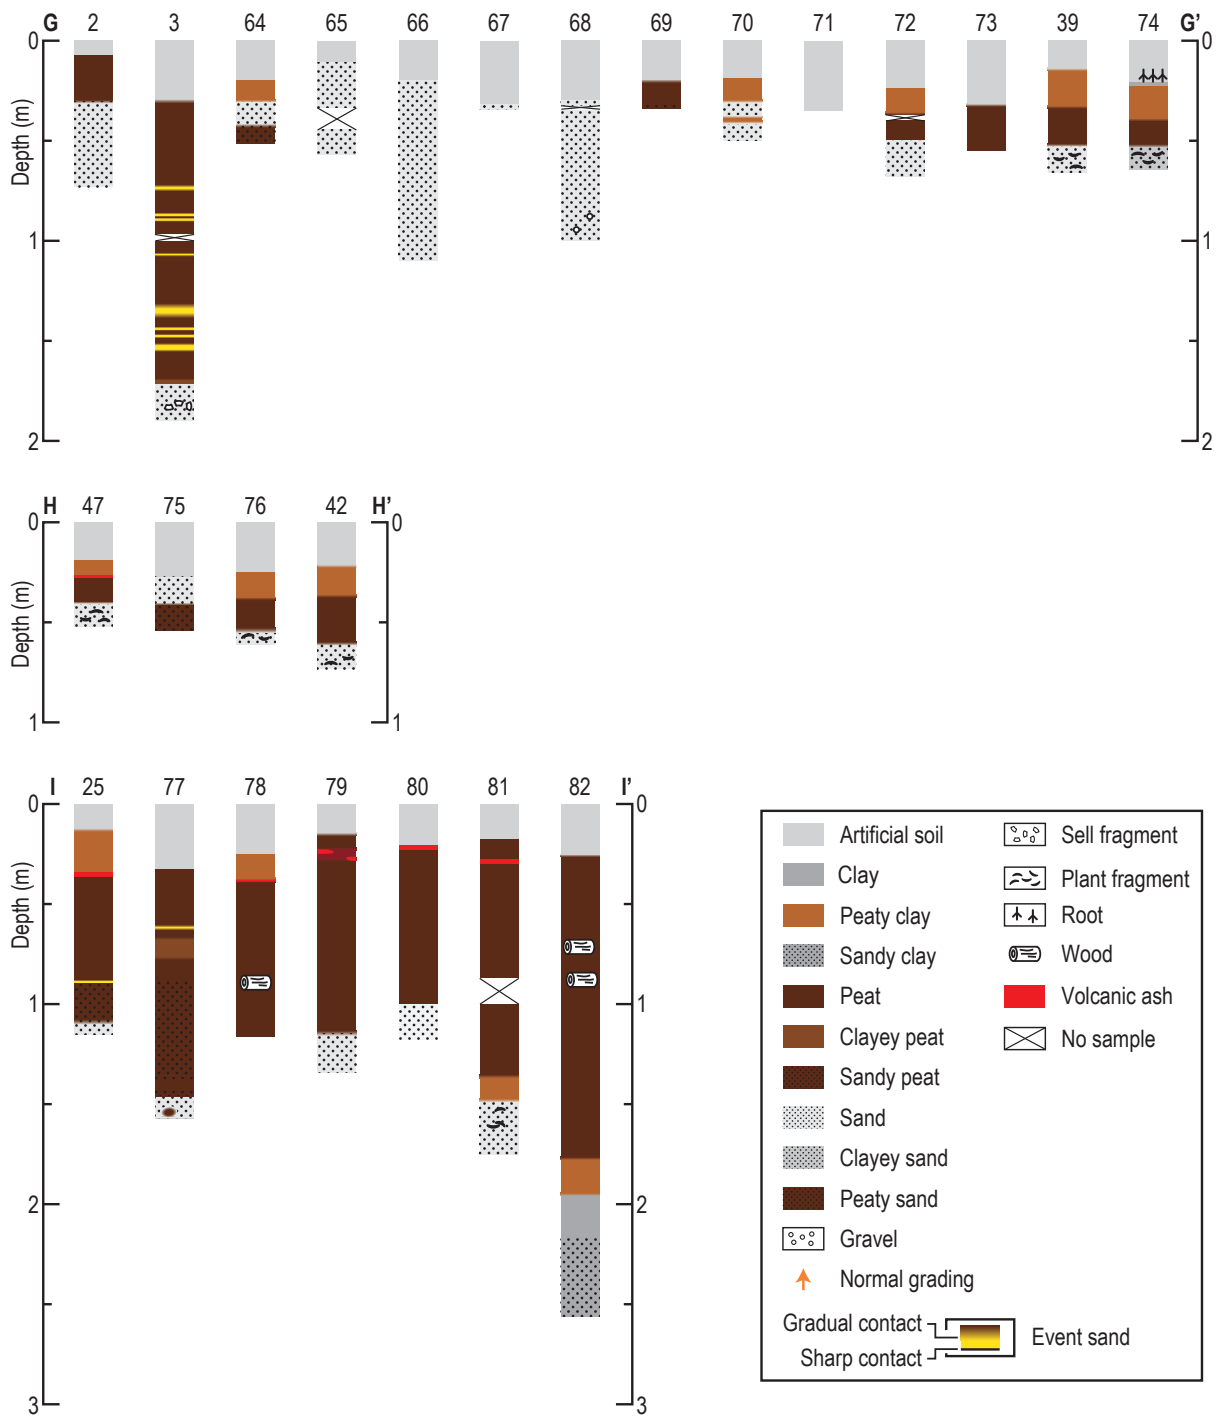 G 2 3 64 65 66 67 68 69 70 71 72 73 39 74 G'
0 0
Depth (m)
1 1
2 2
H 47 75 76 42 H'
0 0
Depth (m)
1 1
I 25 77 78 79 80 81 82 I'
0 0
Depth (m)
1 1
2 2
3 3
Artificial soil
Clay
Peaty clay
Sandy clay
Peat
Clayey peat
Sandy peat
Sand
Clayey sand
Peaty sand
Gravel
Normal grading
Sell fragment
Plant fragment
Root
Wood
Volcanic ash
No sample
Gradual contact
Sharp contact
Event sand